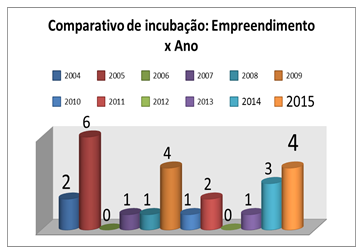 Comparativo de incubação: Empreendimento
x Ano
2004 2005 2006 2007 2008 2009
2010 2011 2012 2013 2014 2015
2 6 0 1 1 4 1 2 0 1 3 4